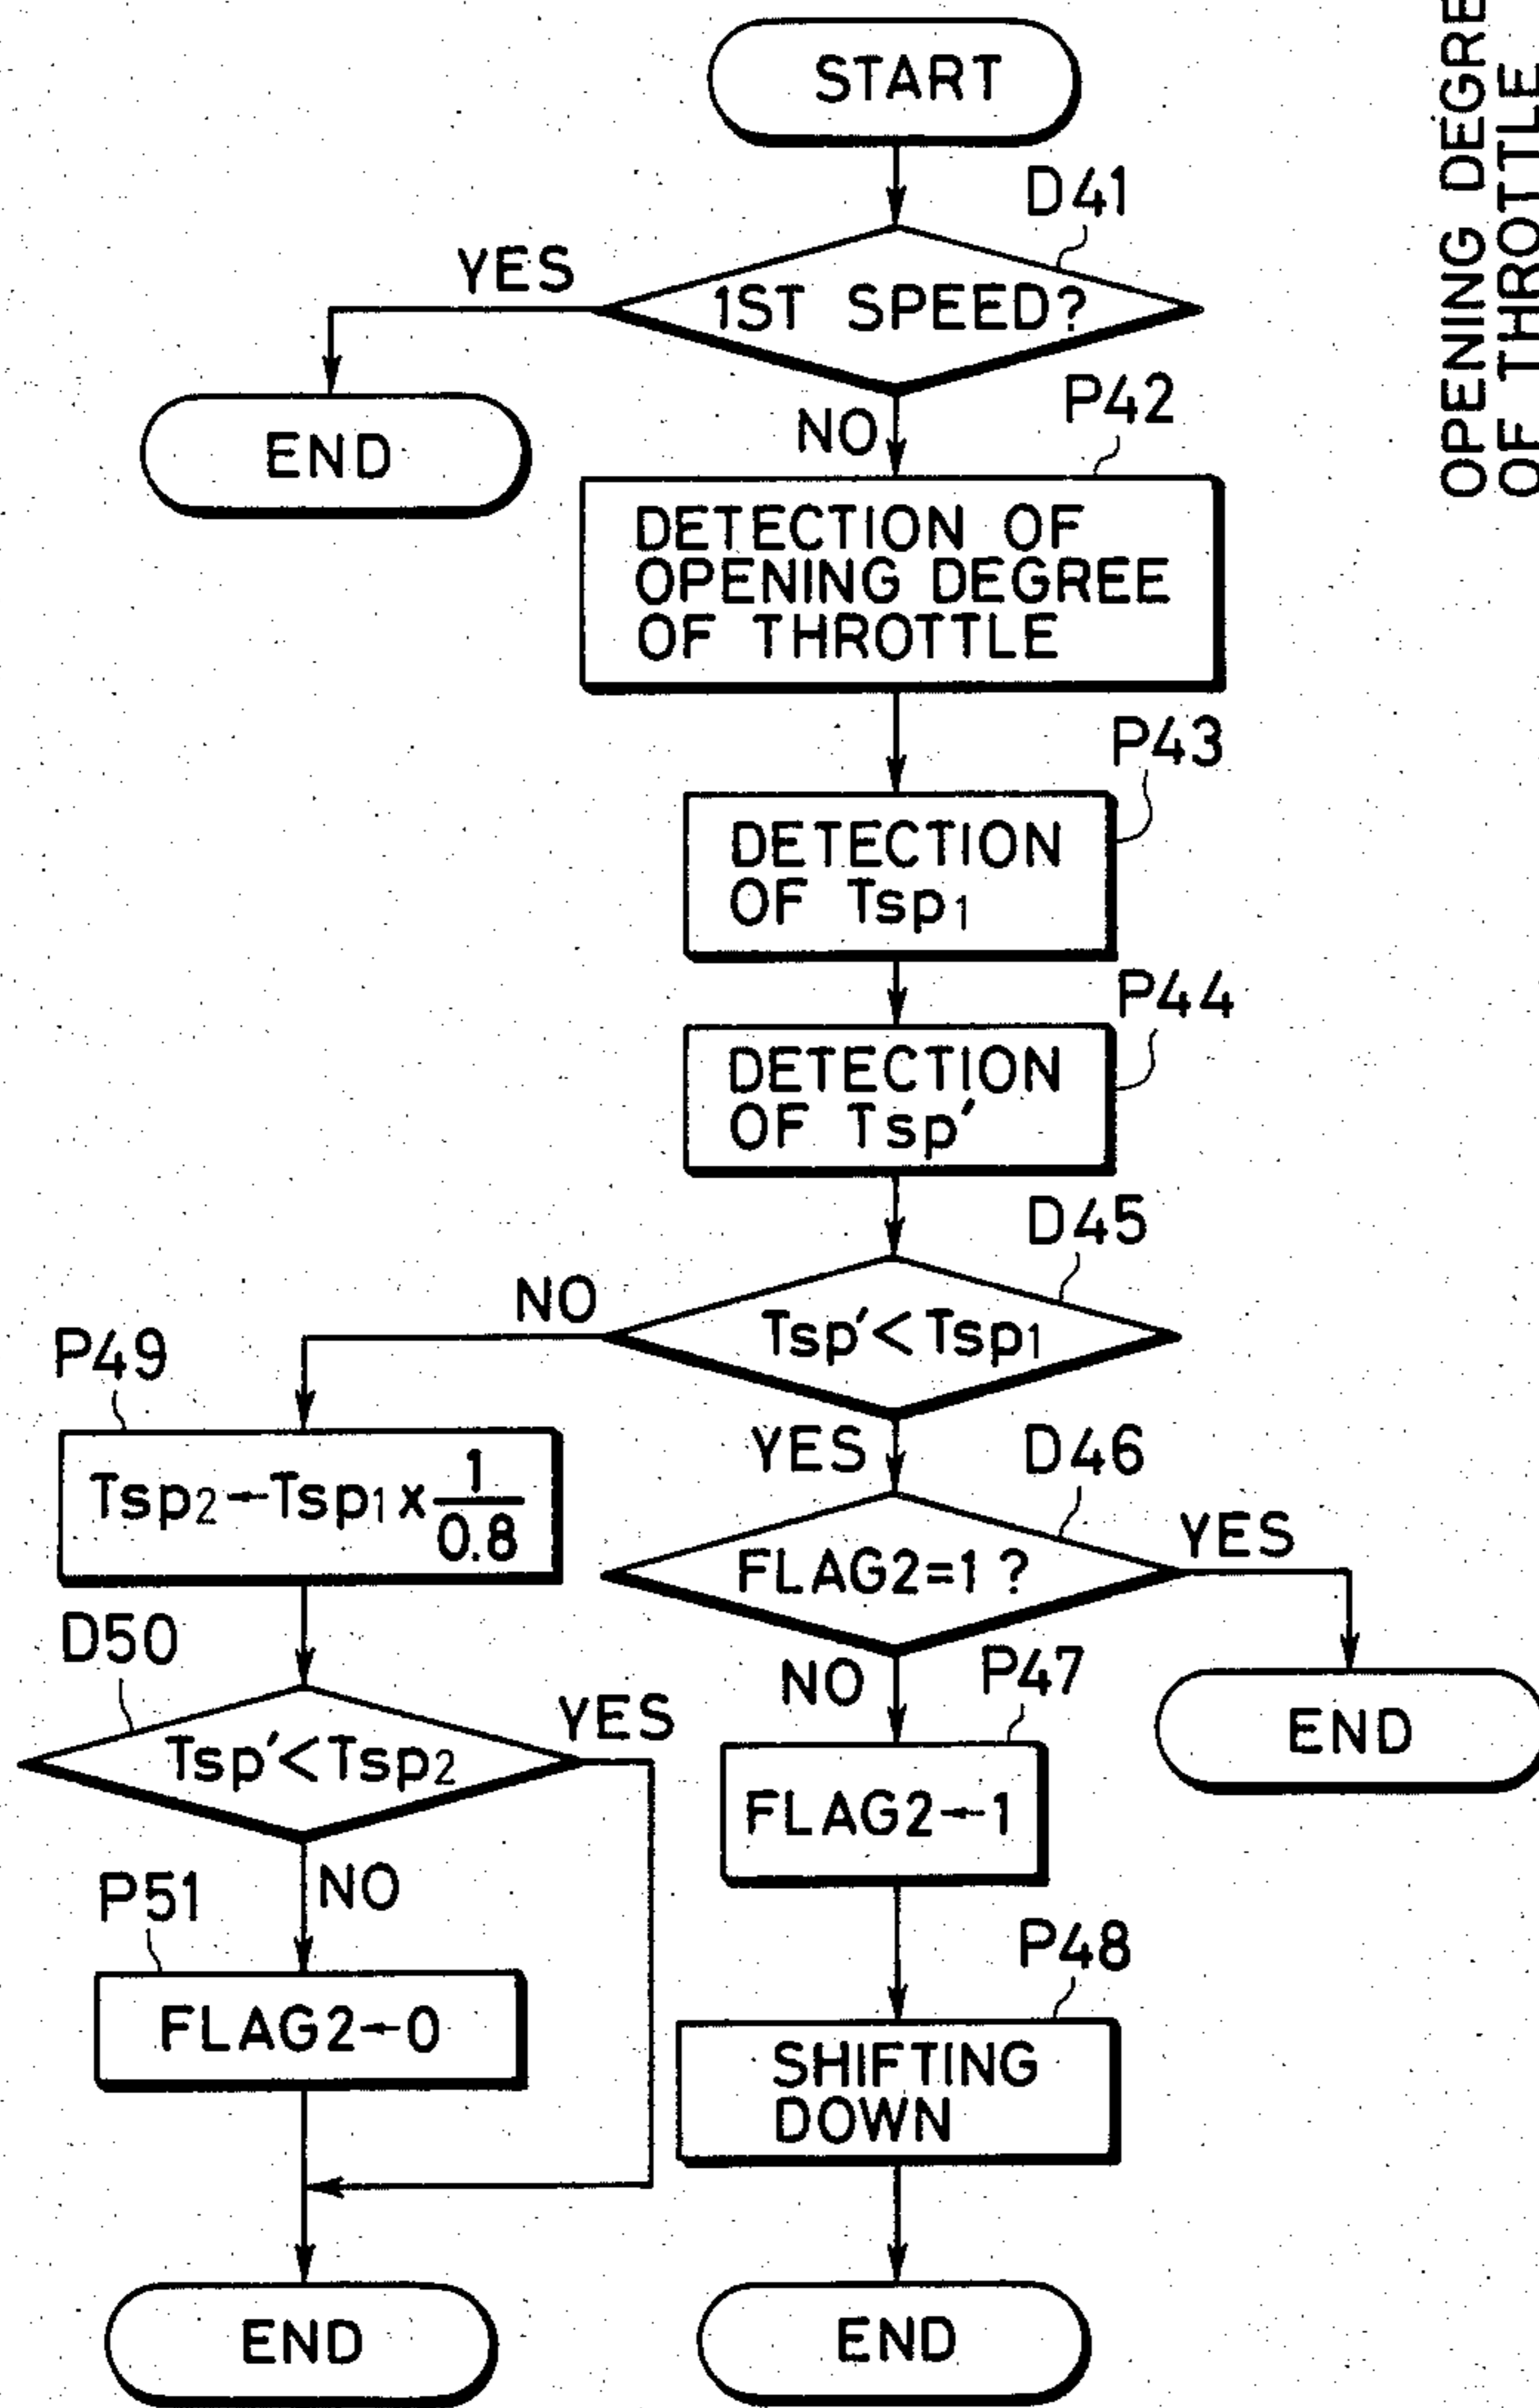 START
D41
YES
1ST SPEED?
END
NO
P42
DETECTION OF
OPENING DEGREE
OF THROTTLE
P43
DETECTION
OF Tsp₁
P44
DETECTION
OF Tsp'
D45
NO
Tsp'<Tsp₁
P49
YES
D46
Tsp₂←Tsp₁×1/0.8
FLAG2=1 ?
YES
D50
NO
P47
END
Tsp'<Tsp₂
YES
FLAG2←1
P51
NO
P48
FLAG2←0
SHIFTING
DOWN
END
END
OPENING
OF THROTTLE